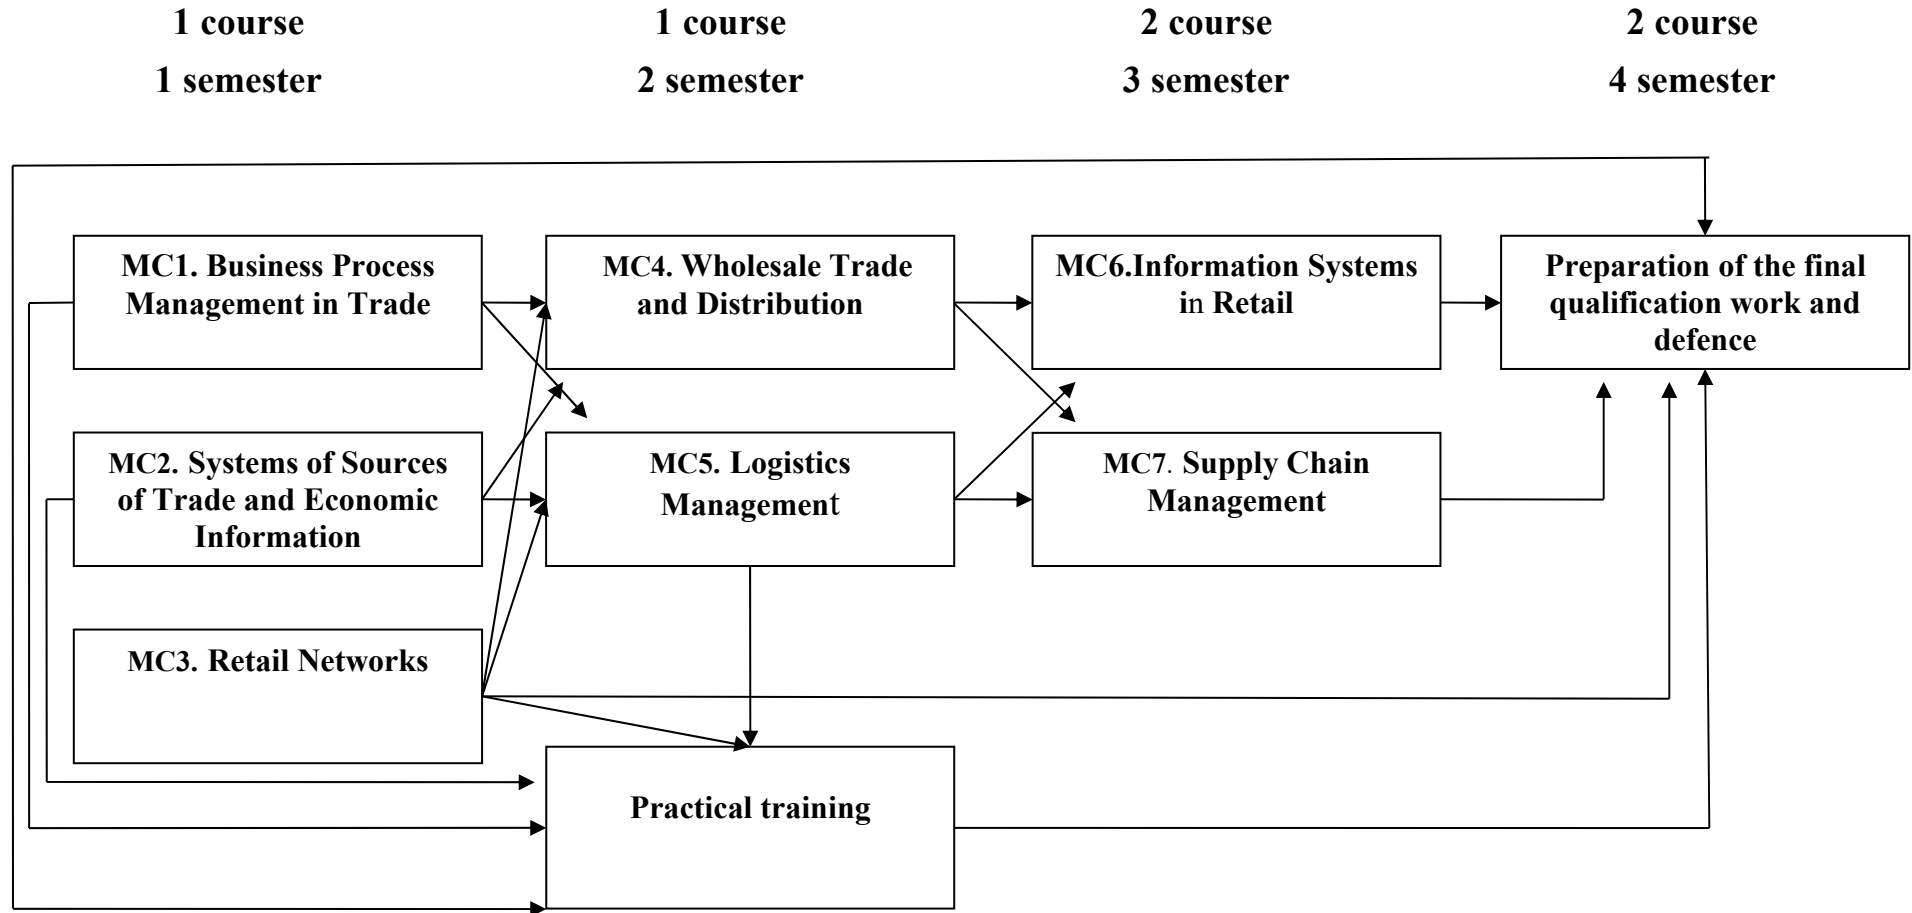 1 course
1 semester
1 course
2 semester
2 course
3 semester
2 course
4 semester
MC1. Business Process
Management in Trade
MC4. Wholesale Trade
and Distribution
MC6.Information Systems
in Retail
Preparation of the final
qualification work and
defence
MC2. Systems of Sources
of Trade and Economic
Information
MC5. Logistics
Management
MC7. Supply Chain
Management
MC3. Retail Networks
Practical training